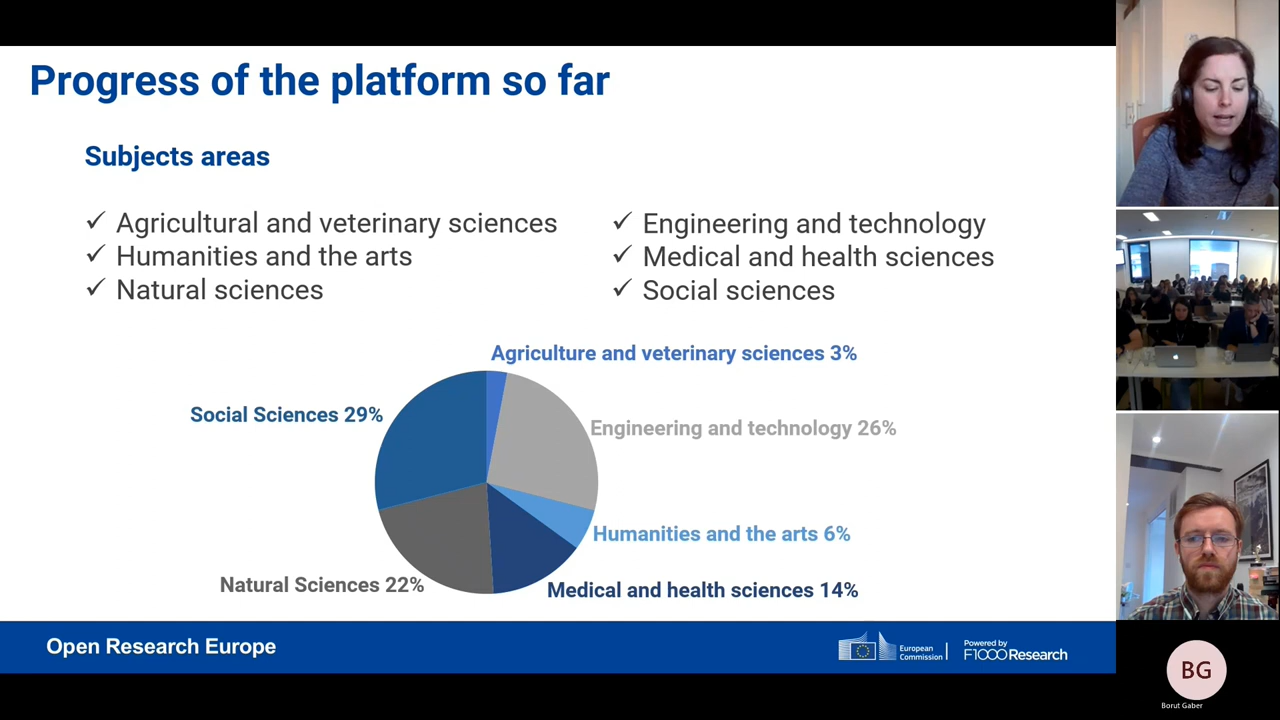 Progress of the platform so far
Subjects areas
✓ Agricultural and veterinary sciences
✓ Humanities and the arts
✓ Natural sciences
✓ Engineering and technology
✓ Medical and health sciences
✓ Social sciences
Agriculture and veterinary sciences 3%
Social Sciences 29%
Engineering and technology 26%
Humanities and the arts 6%
Natural Sciences 22%
Medical and health sciences 14%
Open Research Europe
European
Commission
Powered by
F1000Research
BG
Borut Gaber